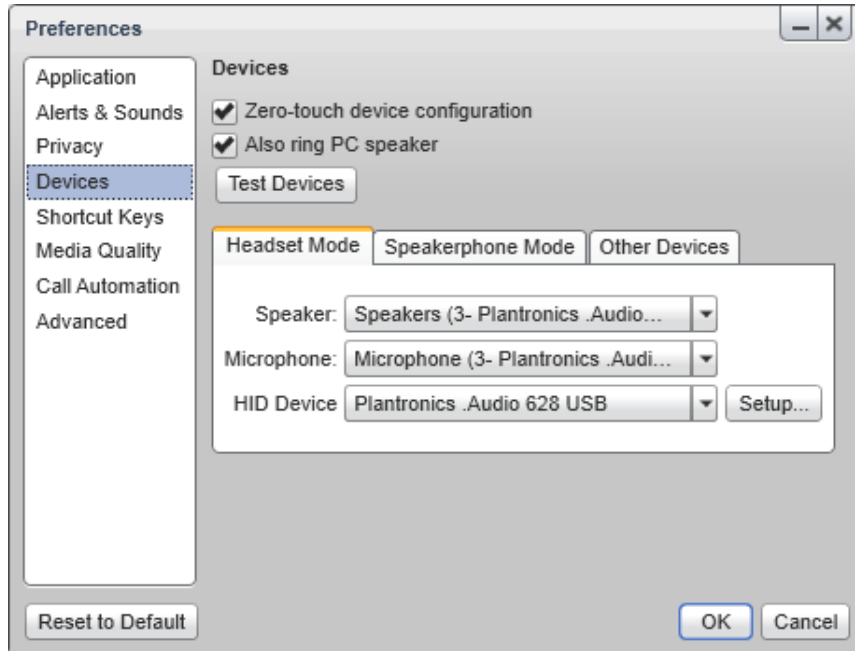 Preferences
Application
Alerts & Sounds
Privacy
Devices
Shortcut Keys
Media Quality
Call Automation
Advanced
Devices
Zero-touch device configuration
Also ring PC speaker
Test Devices
Headset Mode Speakerphone Mode Other Devices
Speaker: Speakers (3- Plantronics .Audio...
Microphone: Microphone (3- Plantronics .Audi...
HID Device Plantronics .Audio 628 USB Setup...
Reset to Default OK Cancel